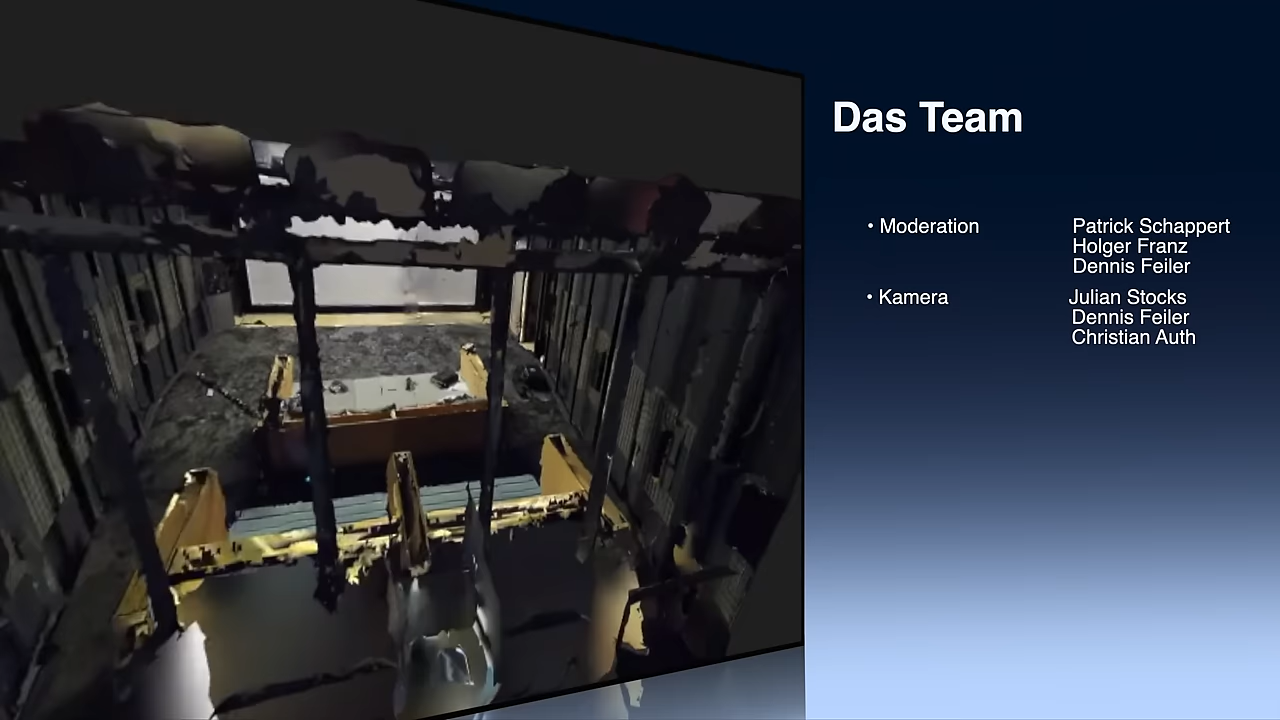 Das Team
• Moderation Patrick Schappert
Holger Franz
Dennis Feiler
• Kamera Julian Stocks
Dennis Feiler
Christian Auth